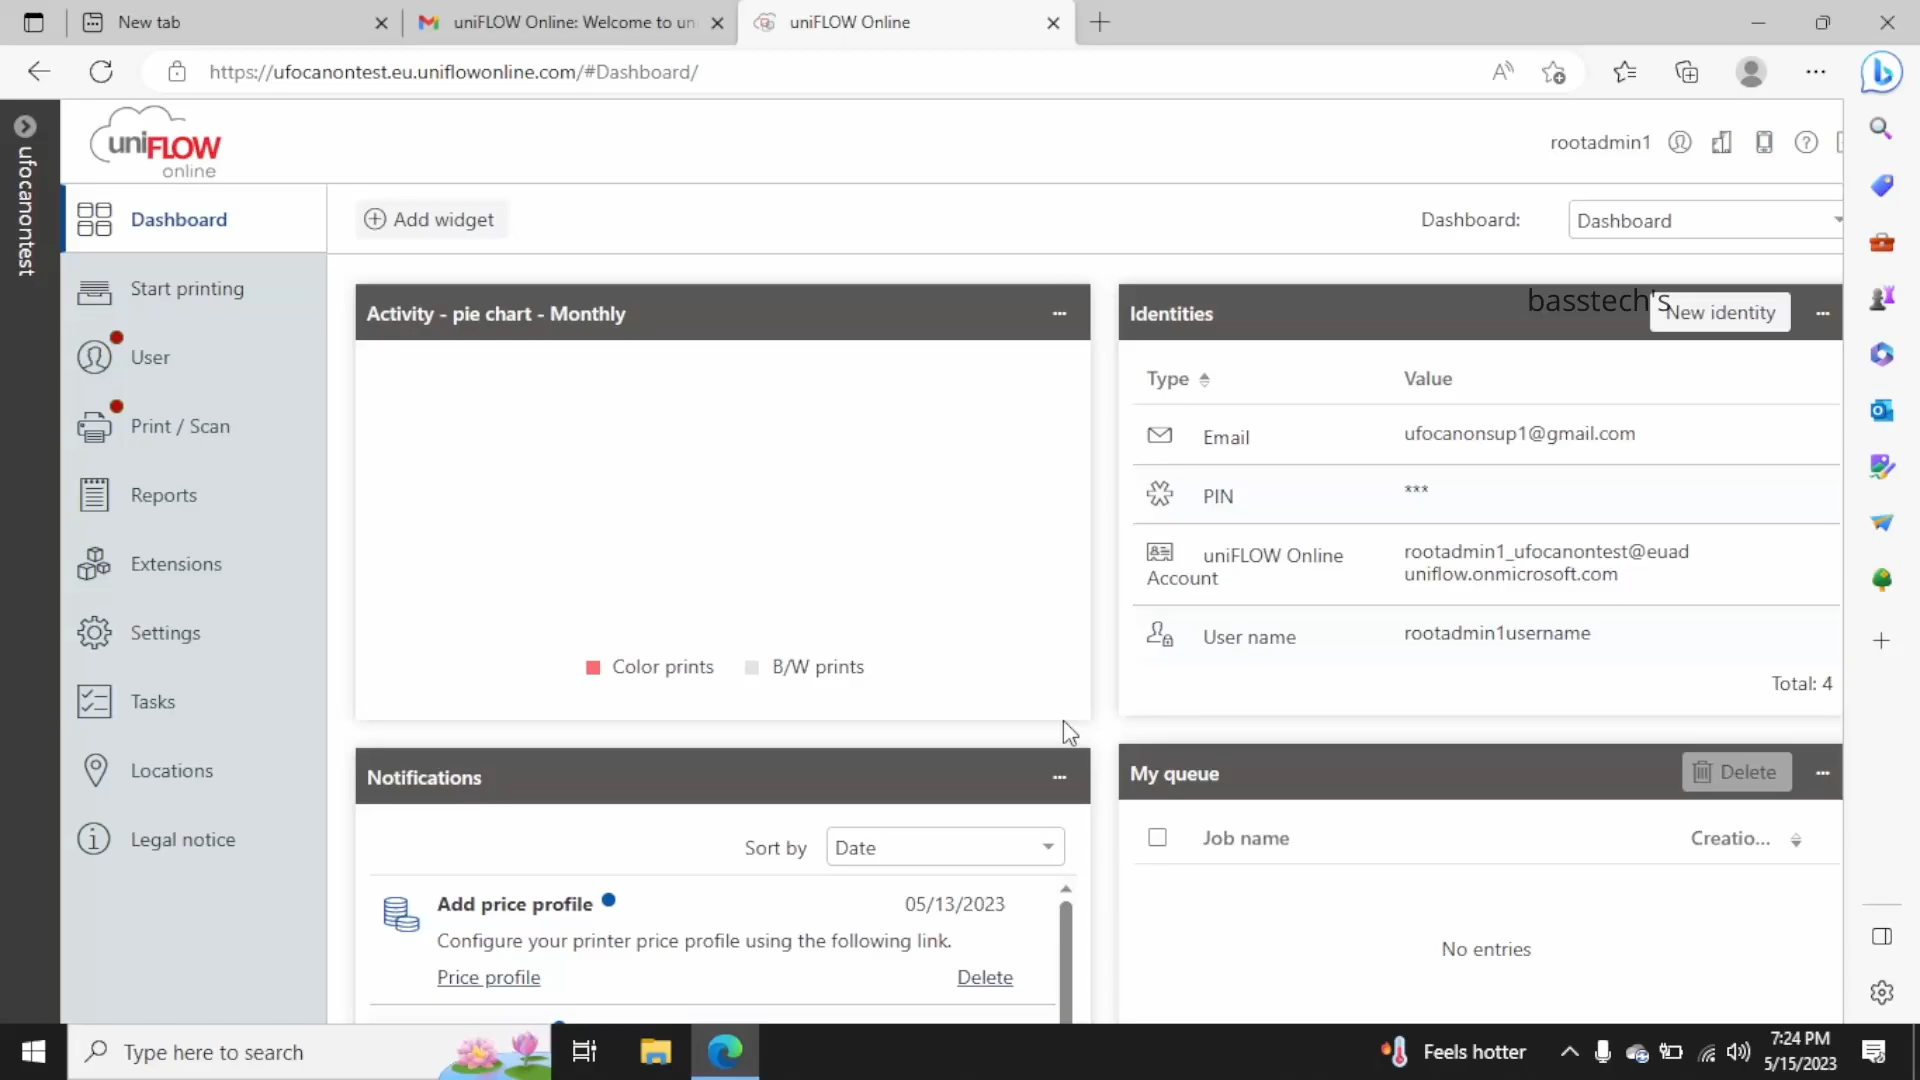 New tab
uniFLOW Online: Welcome to un
uniFLOW Online
https://ufocanontest.eu.uniflowonline.com/#Dashboard/
ufocanontest
uniFLOW
online
rootadmin1
Dashboard
Add widget
Dashboard:
Dashboard
Start printing
User
Print / Scan
Reports
Extensions
Settings
Tasks
Locations
Legal notice
Activity - pie chart - Monthly
Color prints
B/W prints
Identities
basstech's
New identity
Type
Value
Email
ufocanonsup1@gmail.com
PIN
***
uniFLOW Online
Account
rootadmin1_ufocanontest@euad
uniflow.onmicrosoft.com
User name
rootadmin1username
Total: 4
Notifications
Sort by
Date
Add price profile
05/13/2023
Configure your printer price profile using the following link.
Price profile
Delete
My queue
Delete
Job name
Creatio...
No entries
Type here to search
Feels hotter
7:24 PM
5/15/2023